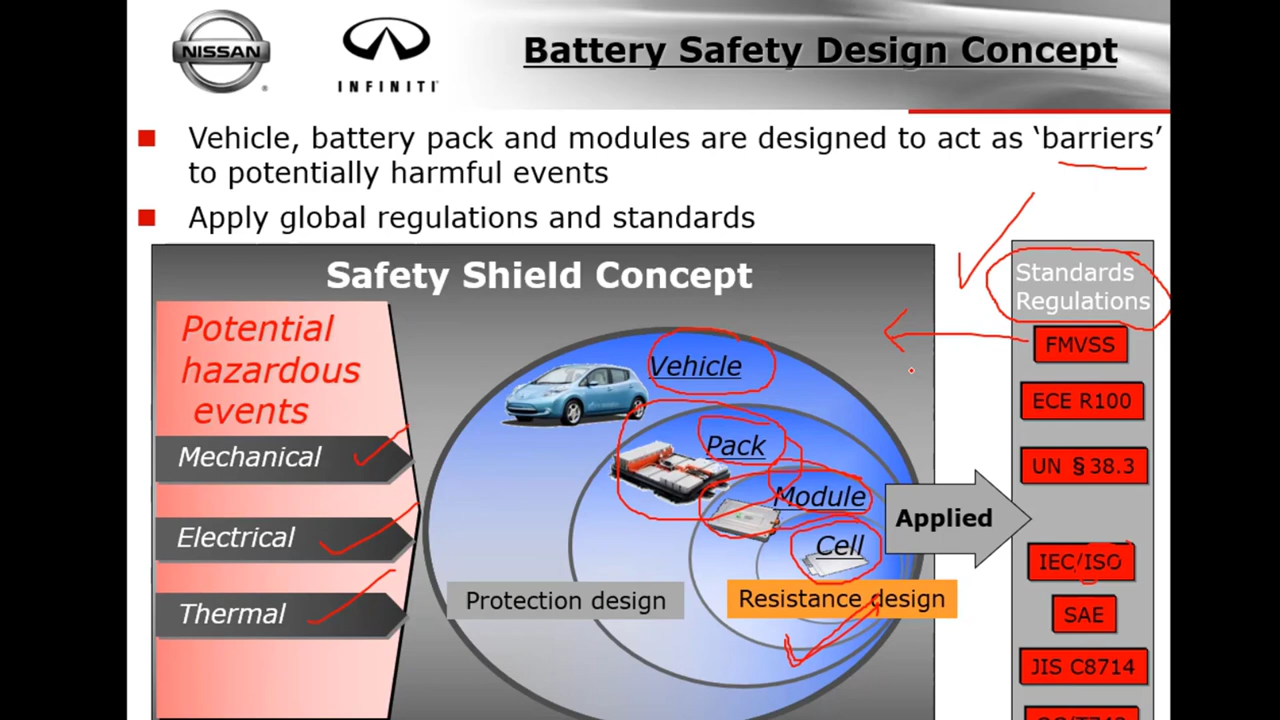 NISSAN
INFINITI
Battery Safety Design Concept
Vehicle, battery pack and modules are designed to act as ‘barriers’
to potentially harmful events
Apply global regulations and standards
Safety Shield Concept
Potential
hazardous
events
Mechanical
Electrical
Thermal
Vehicle
Pack
Module
Cell
Protection design
Resistance design
Applied
Standards
Regulations
FMVSS
ECE R100
UN §38.3
IEC/ISO
SAE
JIS C8714